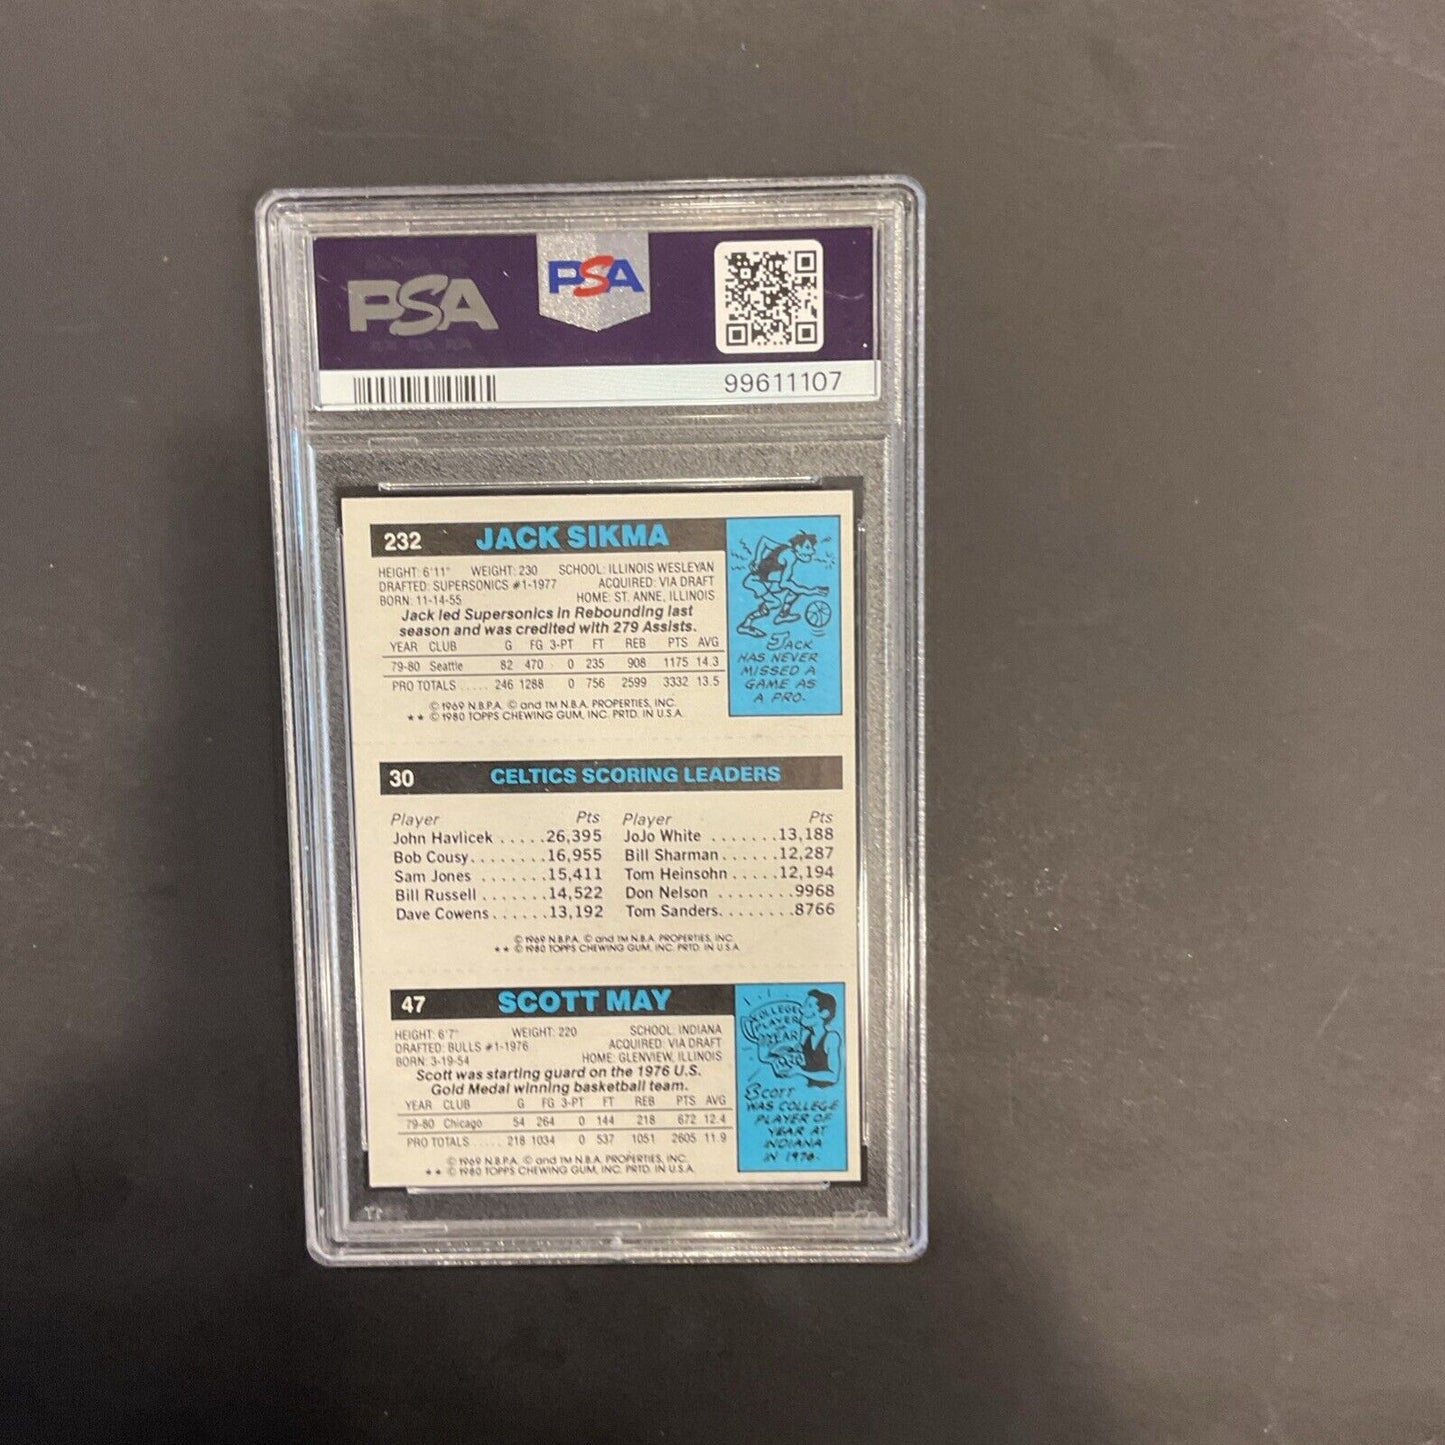 PSA
PSA
99611107
232 JACK SIKMA
HEIGHT: 6'11" WEIGHT: 230 SCHOOL: ILLINOIS WESLEYAN
DRAFTED: SUPERSONICS #1-1977 ACQUIRED: VIA DRAFT
BORN: 11-14-55 HOME: ST. ANNE, ILLINOIS
Jack led Supersonics in Rebounding last
season and was credited with 279 Assists.
YEAR CLUB G FG 3-PT FT REB PTS AVG
79-80 Seattle 82 470 0 235 908 1175 14.3
PRO TOTALS ..... 246 1288 0 756 2599 3332 13.5
© 1969 N.B.P.A. © and TM N.B.A. PROPERTIES, INC.
★★ © 1980 TOPPS CHEWING GUM, INC. PRTD. IN U.S.A.
JACK
HAS NEVER
MISSED A
GAME AS
A PRO.
30 CELTICS SCORING LEADERS
Player Pts Player Pts
John Havlicek .....26,395 JoJo White .......13,188
Bob Cousy........16,955 Bill Sharman......12,287
Sam Jones .......15,411 Tom Heinsohn.....12,194
Bill Russell .......14,522 Don Nelson ........9968
Dave Cowens......13,192 Tom Sanders........8766
© 1969 N.B.P.A. © and TM N.B.A. PROPERTIES, INC.
★★ © 1980 TOPPS CHEWING GUM, INC. PRTD. IN U.S.A.
47 SCOTT MAY
HEIGHT: 6'7" WEIGHT: 220 SCHOOL: INDIANA
DRAFTED: BULLS #1-1976 ACQUIRED: VIA DRAFT
BORN: 3-19-54 HOME: GLENVIEW, ILLINOIS
Scott was starting guard on the 1976 U.S.
Gold Medal winning basketball team.
YEAR CLUB G FG 3-PT FT REB PTS AVG
79-80 Chicago 54 264 0 144 218 672 12.4
PRO TOTALS ..... 218 1034 0 537 1051 2605 11.9
© 1969 N.B.P.A. © and TM N.B.A. PROPERTIES, INC.
★★ © 1980 TOPPS CHEWING GUM, INC. PRTD. IN U.S.A.
COLLEGE
PLAYER
YEAR
1976
SCOTT
WAS COLLEGE
PLAYER OF
YEAR AT
INDIANA
IN 1976.